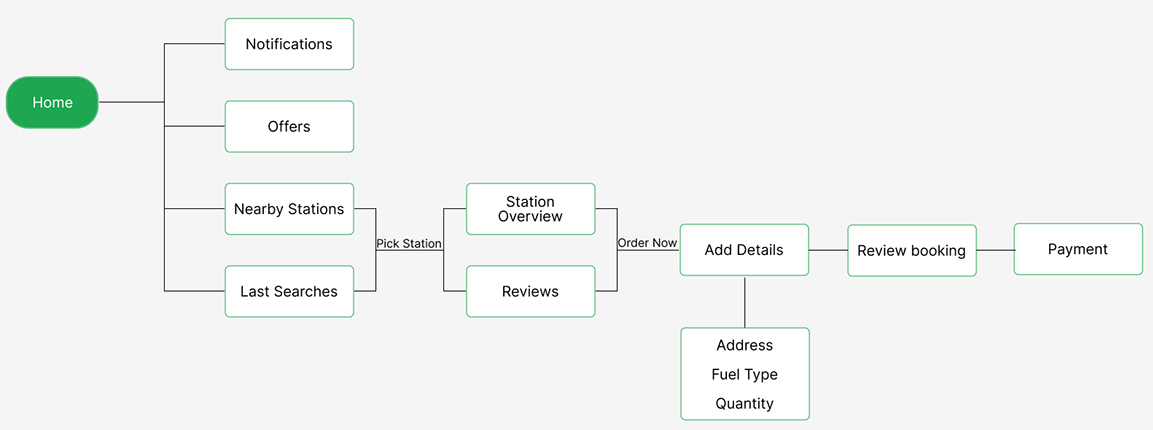 Home
Notifications
Offers
Nearby Stations
Last Searches
Pick Station
Station
Overview
Reviews
Order Now
Add Details
Address
Fuel Type
Quantity
Review booking
Payment